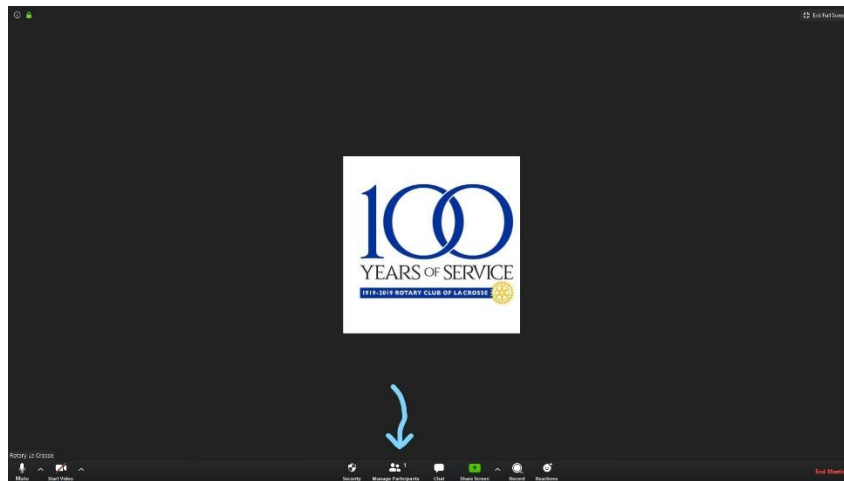 Exit Full Screen
100
YEARS OF SERVICE
1919-2019 ROTARY CLUB OF LA CROSSE
Rotary La Crosse
Mute
Start Video
Security
Manage Participants
1
Chat
Share Screen
Record
Reactions
End Meeti